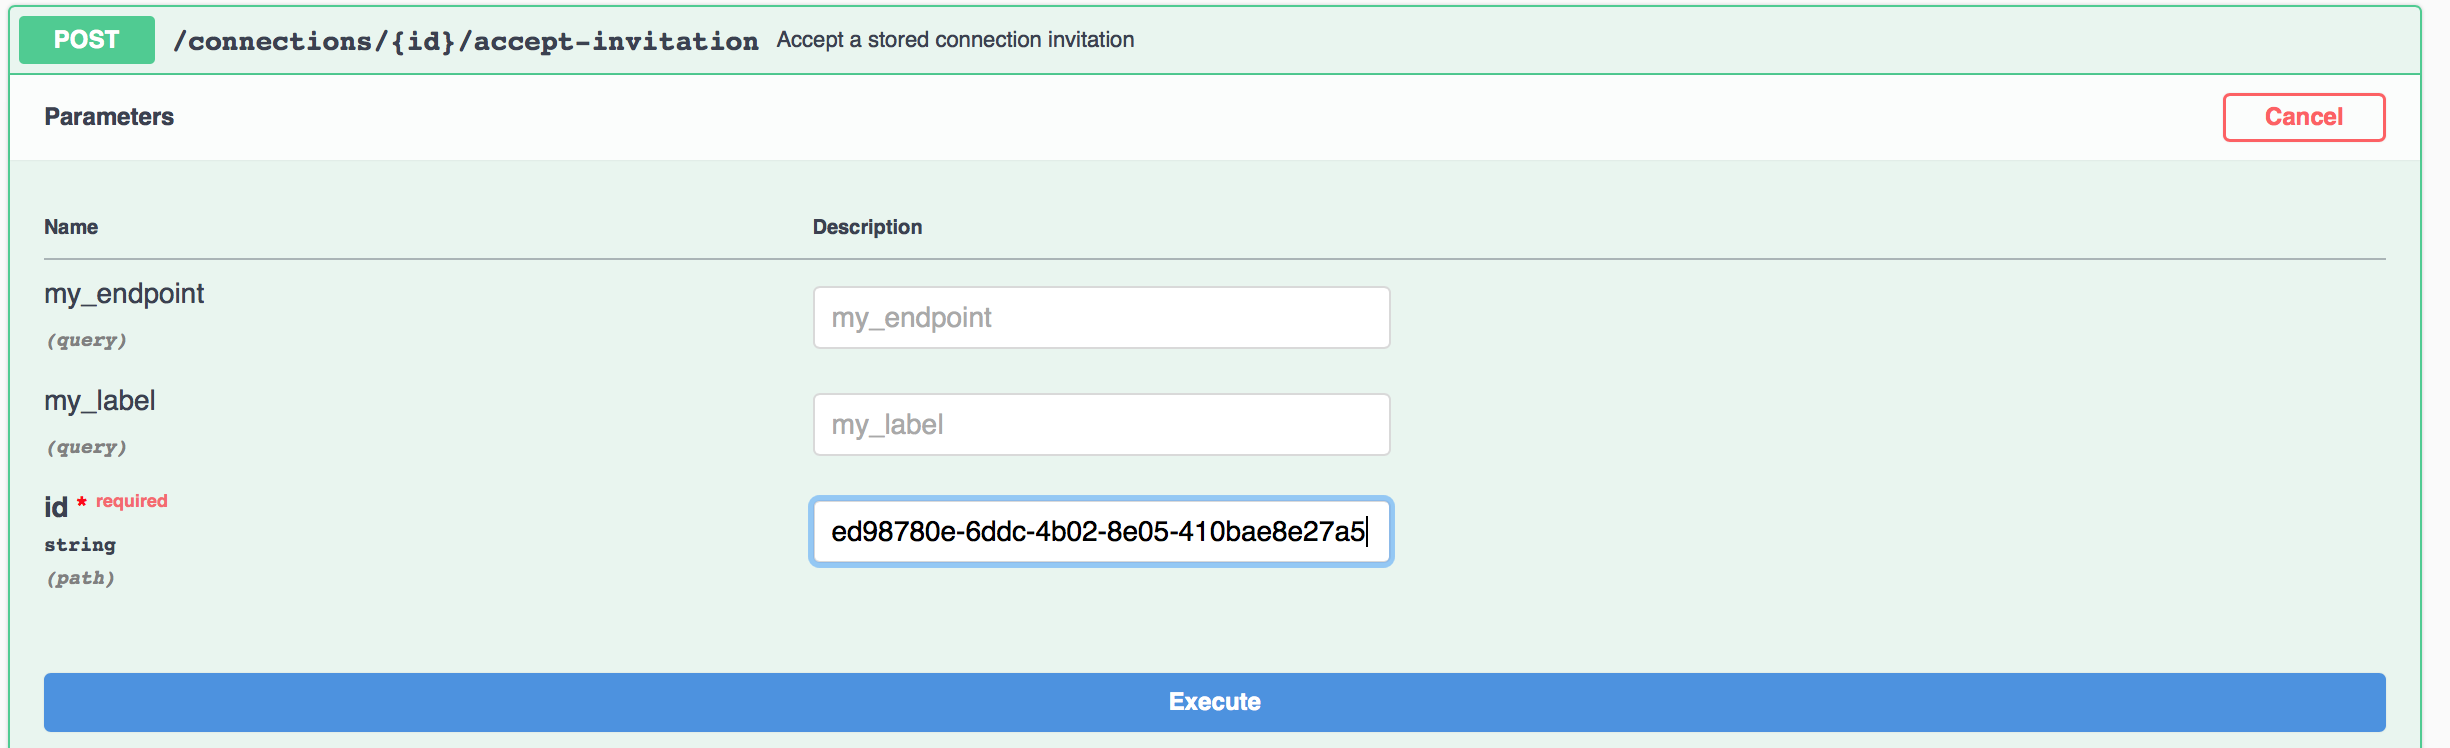 POST /connections/{id}/accept-invitation Accept a stored connection invitation
Parameters Cancel
Name Description
my_endpoint
(query)
my_endpoint
my_label
(query)
my_label
id * required
string
(path)
ed98780e-6ddc-4b02-8e05-410bae8e27a5
Execute